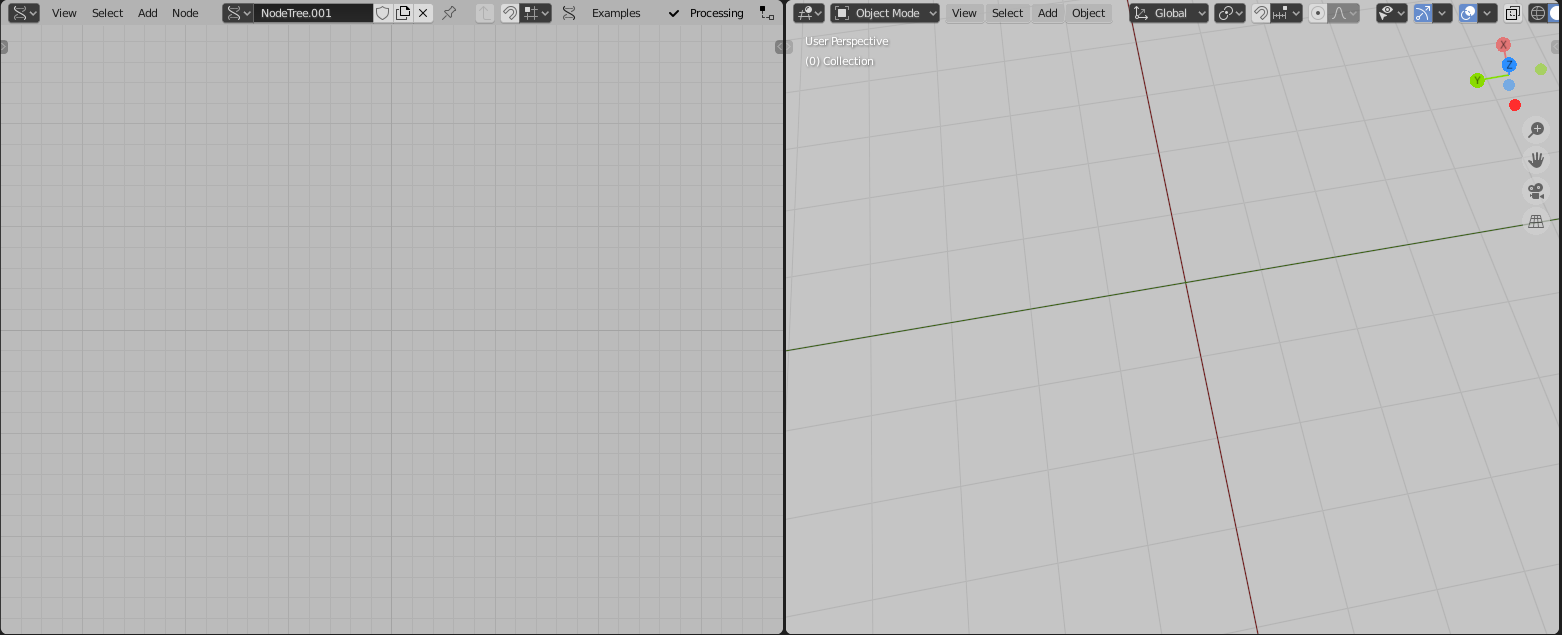 View Select Add Node NodeTree.001 Examples Processing
Object Mode View Select Add Object Global
User Perspective
(0) Collection
X
Z
Y